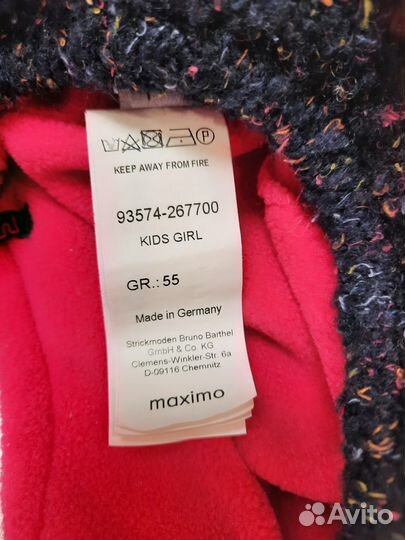 P
KEEP AWAY FROM FIRE
93574-267700
KIDS GIRL
GR.: 55
Made in Germany
Strickmoden Bruno Barthel
GmbH & Co. KG
Clemens-Winkler-Str. 6a
D-09116 Chemnitz
maximo
Avito